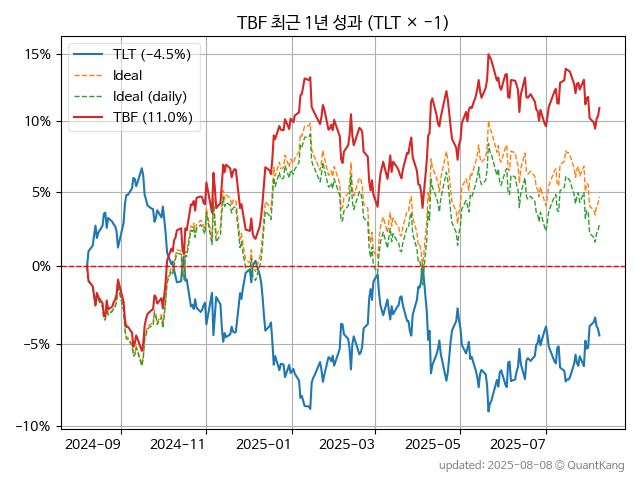 TBF 최근 1년 성과 (TLT × −1)
TLT (−4.5%)
Ideal
Ideal (daily)
TBF (11.0%)
15%
10%
5%
0%
−5%
−10%
2024-09
2024-11
2025-01
2025-03
2025-05
2025-07
updated: 2025-08-08 © QuantKang